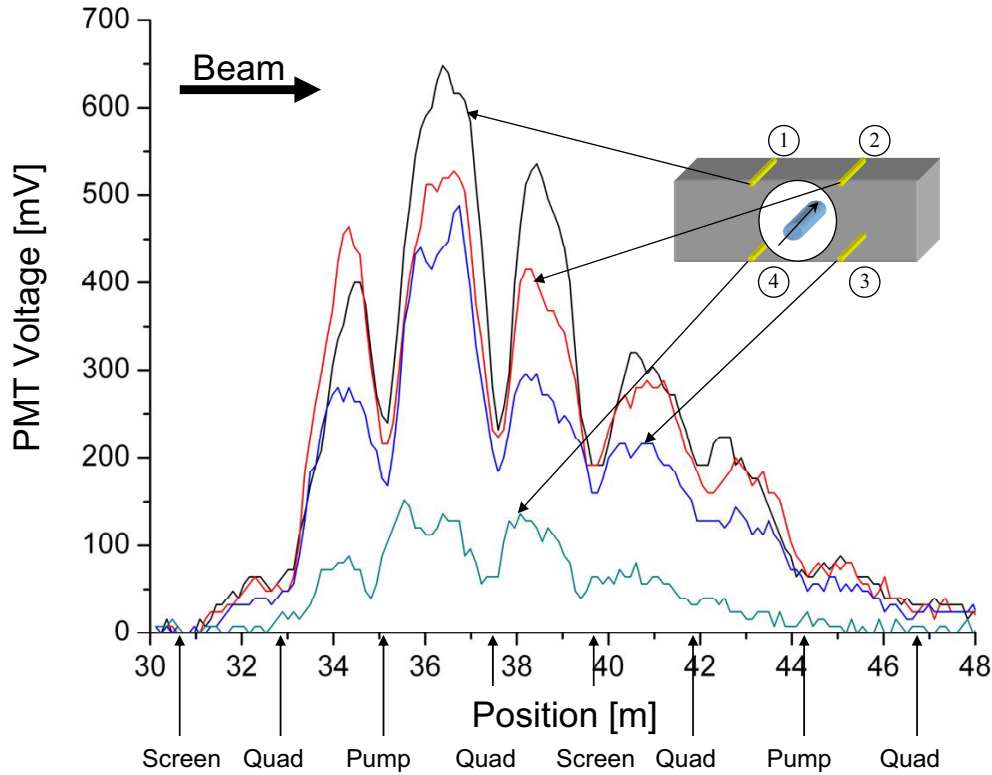 700
600
500
400
300
200
100
0
PMT Voltage [mV]
Beam
1
2
4
3
30 32 34 36 38 40 42 44 46 48
Position [m]
Screen Quad Pump Quad Screen Quad Pump Quad